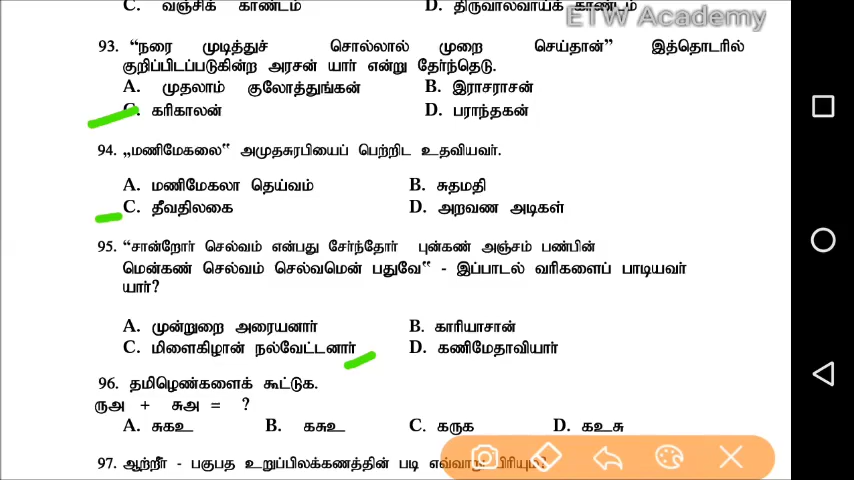 C. வஞ்சிக் காண்டம் D. திருவாலவாய்க் காண்டம்
ETW Academy
93. “நரை முடித்துச் சொல்லால் முறை செய்தான்” இத்தொடரில்
குறிப்பிடப்படுகின்ற அரசன் யார் என்று தேர்ந்தெடு.
A. முதலாம் குலோத்துங்கன் B. இராசராசன்
C. கரிகாலன் D. பராந்தகன்
94. „மணிமேகலை‟ அமுதசுரபியைப் பெற்றிட உதவியவர்.
A. மணிமேகலா தெய்வம் B. சுதமதி
C. தீவதிலகை D. அறவண அடிகள்
95. “சான்றோர் செல்வம் என்பது சேர்ந்தோர் புன்கண் அஞ்சும் பண்பின்
மென்கண் செல்வம் செல்வமென் பதுவே‟ - இப்பாடல் வரிகளைப் பாடியவர்
யார்?
A. முன்றுறை அரையனார் B. காரியாசான்
C. மிளைகிழான் நல்வேட்டனார் D. கணிமேதாவியார்
96. தமிழெண்களைக் கூட்டுக.
ருஅ + சுஅ = ?
A. சுகஉ B. கசுஉ C. கருக D. கஉசு
97. ஆற்றீர் - பகுபத உறுப்பிலக்கணத்தின் படி எவ்வாறு பிரியும்?